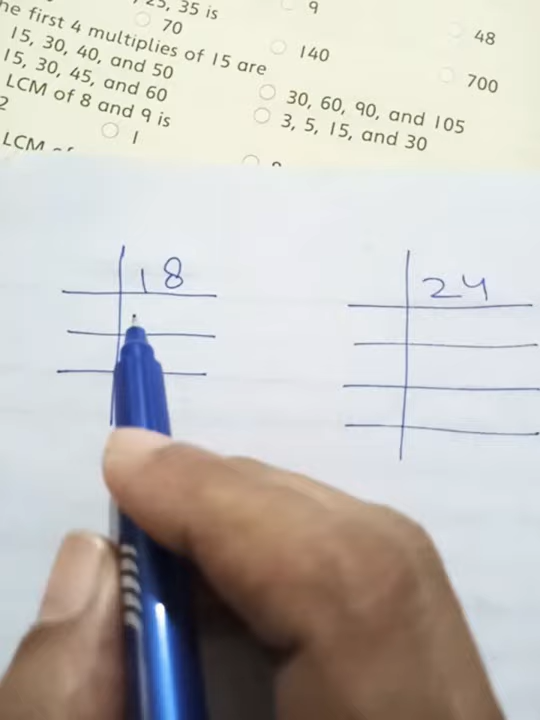 25, 35 is
9
70
140
48
700
he first 4 multiplies of 15 are
15, 30, 40, and 50
30, 60, 90, and 105
15, 30, 45, and 60
3, 5, 15, and 30
LCM of 8 and 9 is
2
1
LCM
18
24